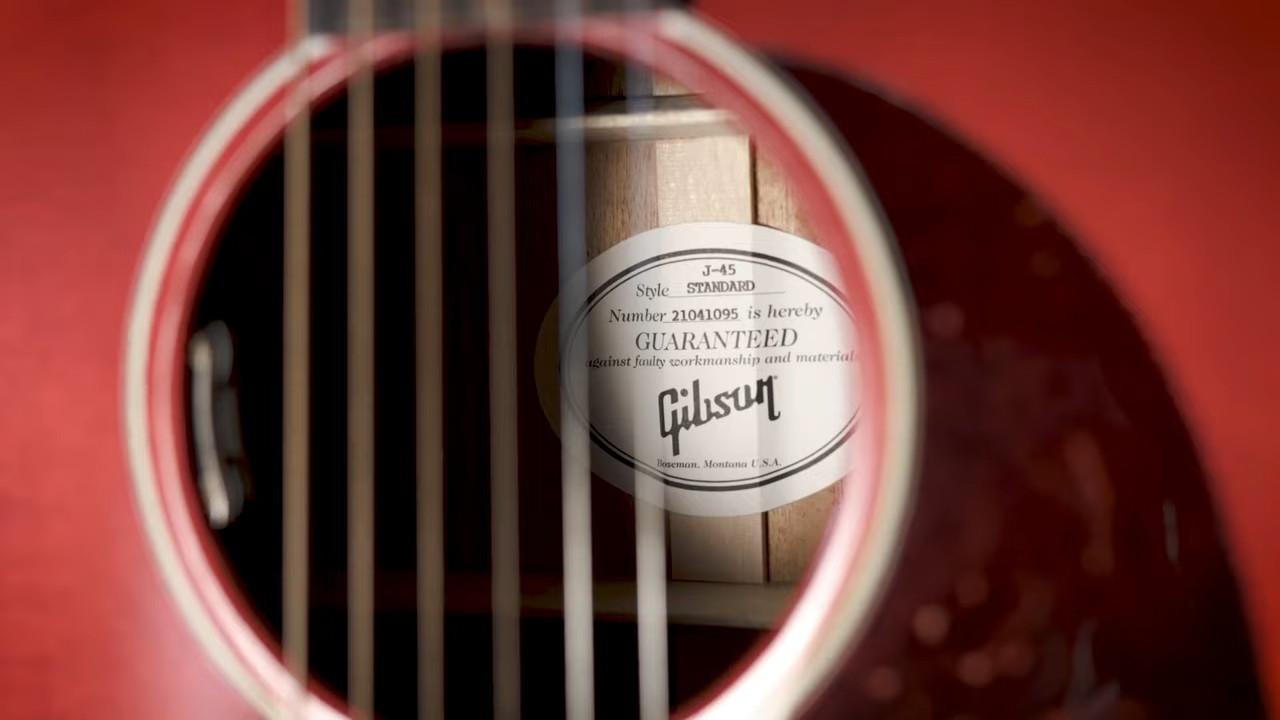 J-45
Style STANDARD
Number 21041095 is hereby
GUARANTEED
against faulty workmanship and materials
Gibson
Bozeman, Montana U.S.A.